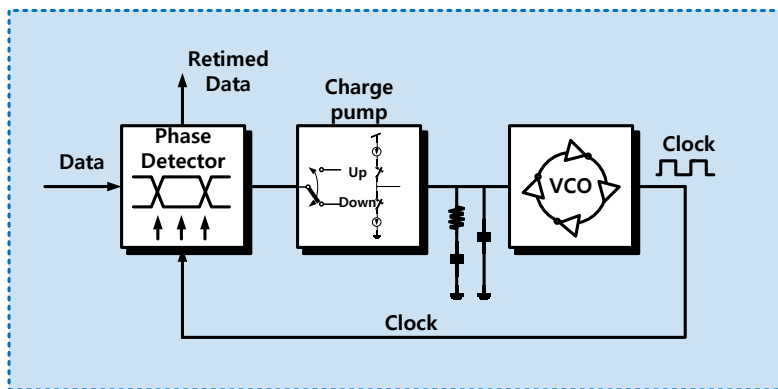 Retimed
Data
Charge
pump
Phase
Detector
Data
Up
Down
VCO
Clock
Clock